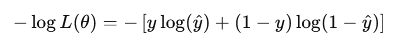 − log L(θ) = − [y log(ŷ) + (1 − y) log(1 − ŷ)]